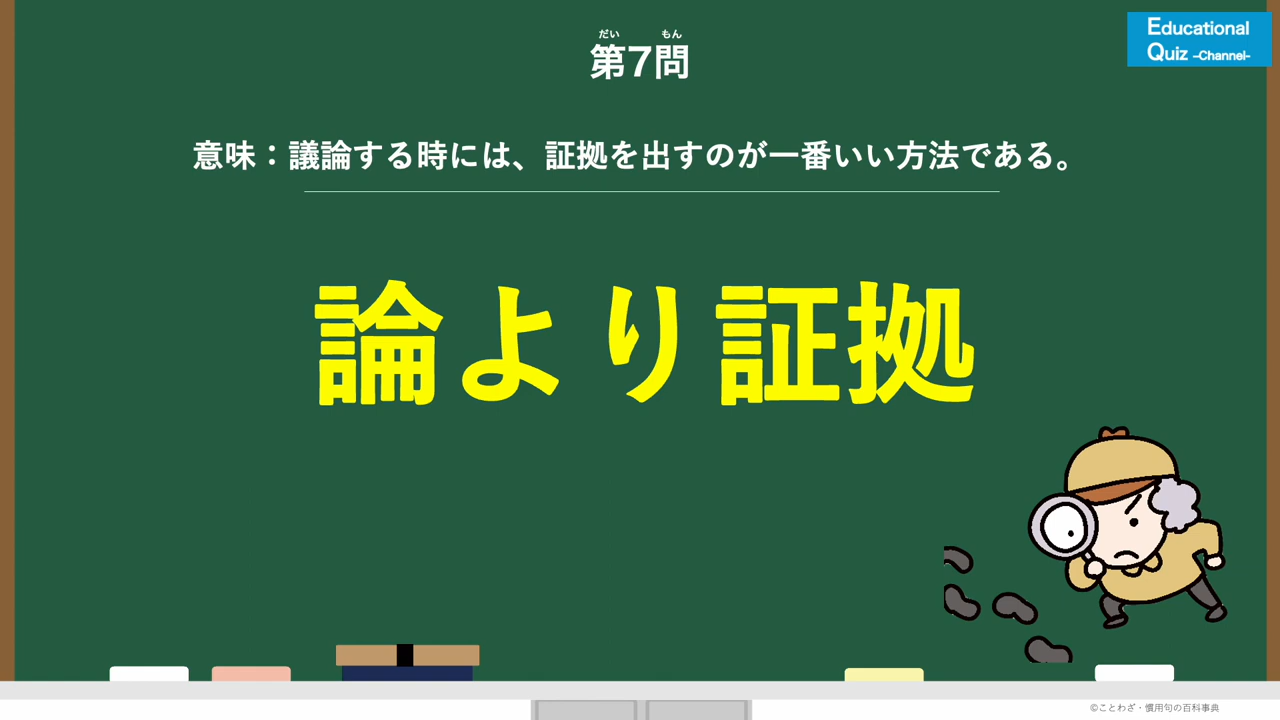 だい もん
第7問
Educational
Quiz -Channel-
意味：議論する時には、証拠を出すのが一番いい方法である。
論より証拠
©ことわざ・慣用句の百科事典